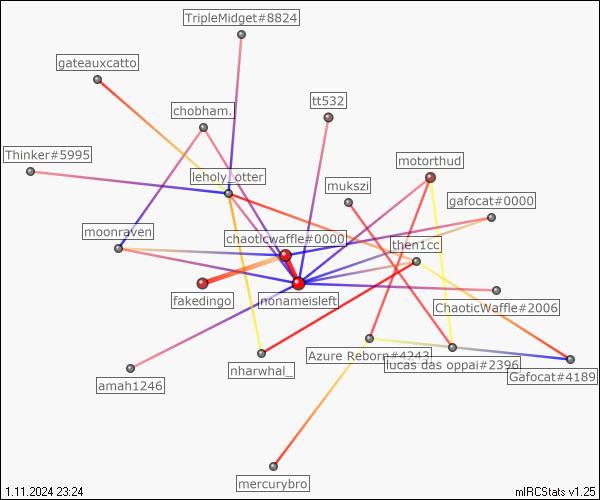 TripleMidget#8824
gateauxcatto
tt532
chobham.
Thinker#5995
motorthud
leholy_otter
mukszi
gafocat#0000
moonraven
chaoticwaffle#0000
then1cc
fakedingo
nonameisleft
ChaoticWaffle#2006
Azure Reborn#4243
lucas das oppai#2396
nharwhal_
Gafocat#4189
amah1246
mercurybro
1.11.2024 23:24
mIRCStats v1.25